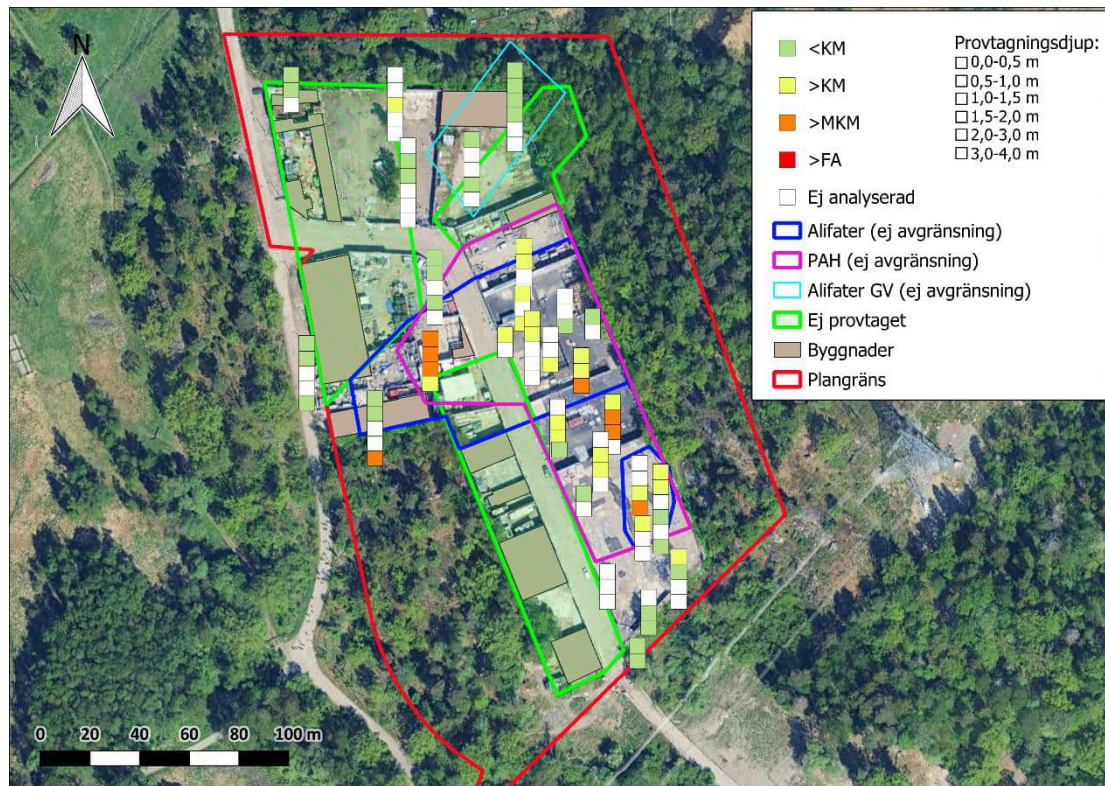 N
<KM
>KM
>MKM
>FA
Ej analyserad
Alifater (ej avgränsning)
PAH (ej avgränsning)
Alifater GV (ej avgränsning)
Ej provtaget
Byggnader
Plangräns
Provtagningsdjup:
0,0-0,5 m
0,5-1,0 m
1,0-1,5 m
1,5-2,0 m
2,0-3,0 m
3,0-4,0 m
0 20 40 60 80 100 m